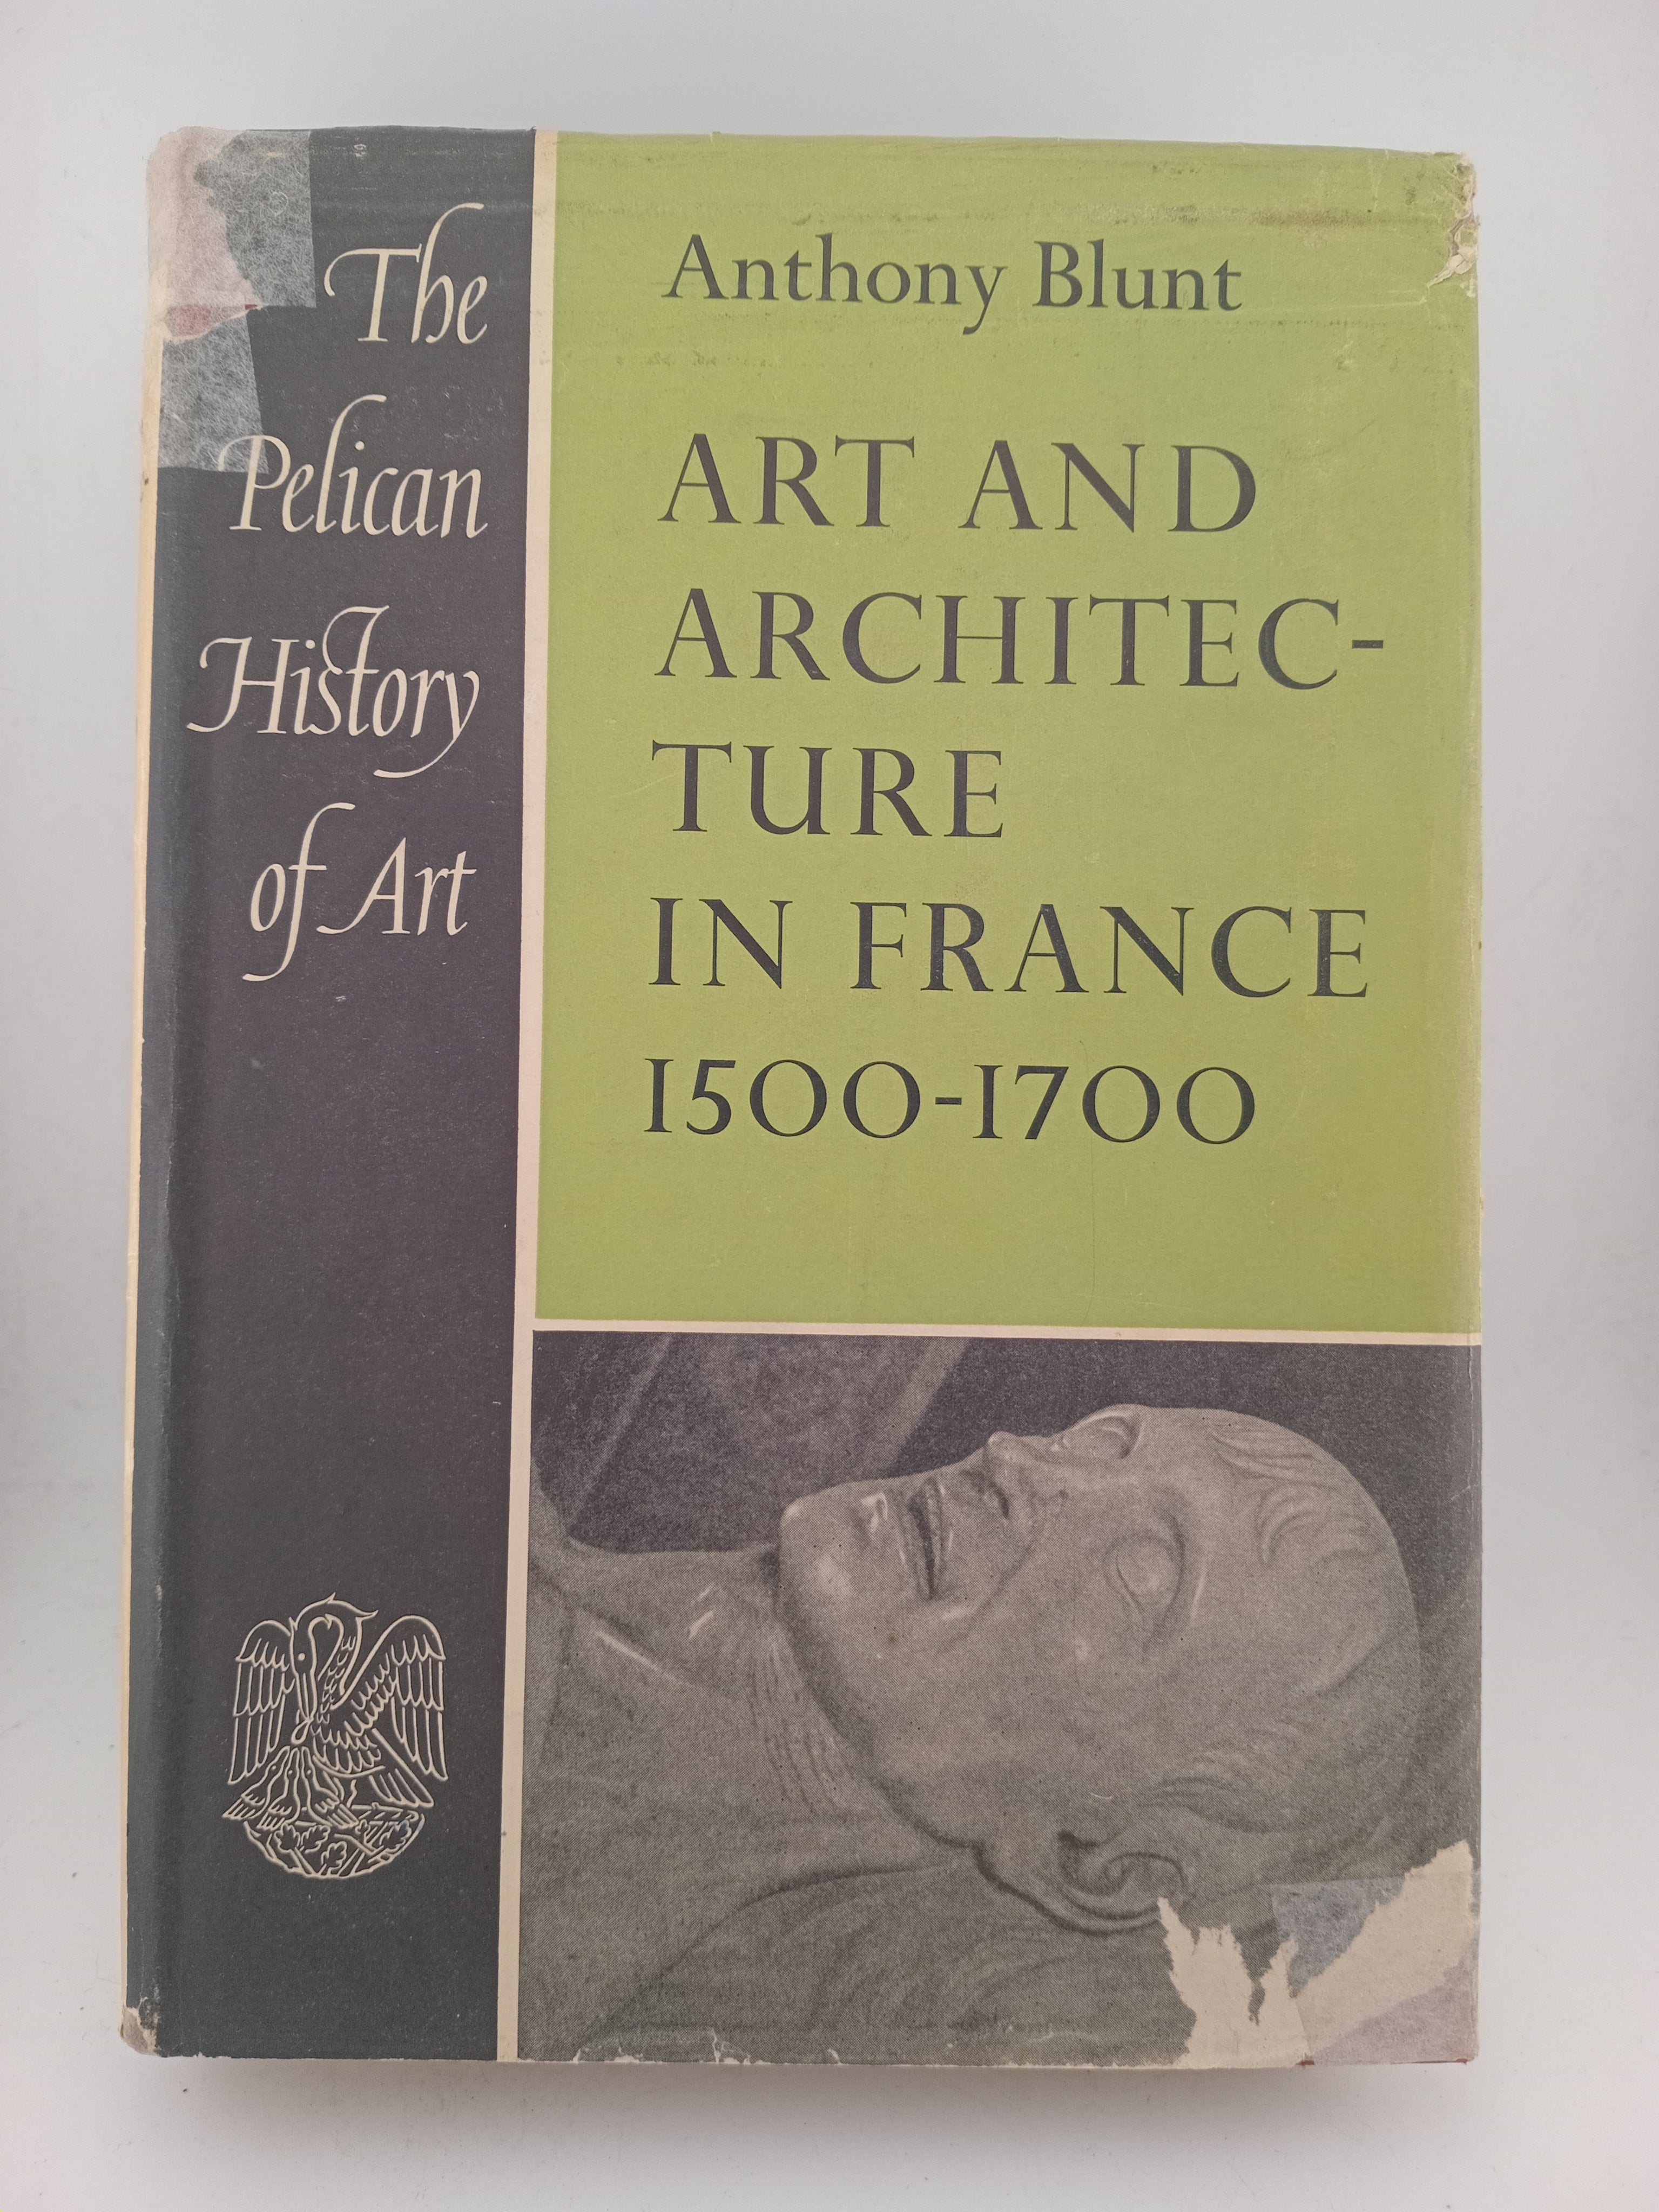 The
Pelican
History
of Art
Anthony Blunt
ART AND
ARCHITEC-
TURE
IN FRANCE
1500-1700